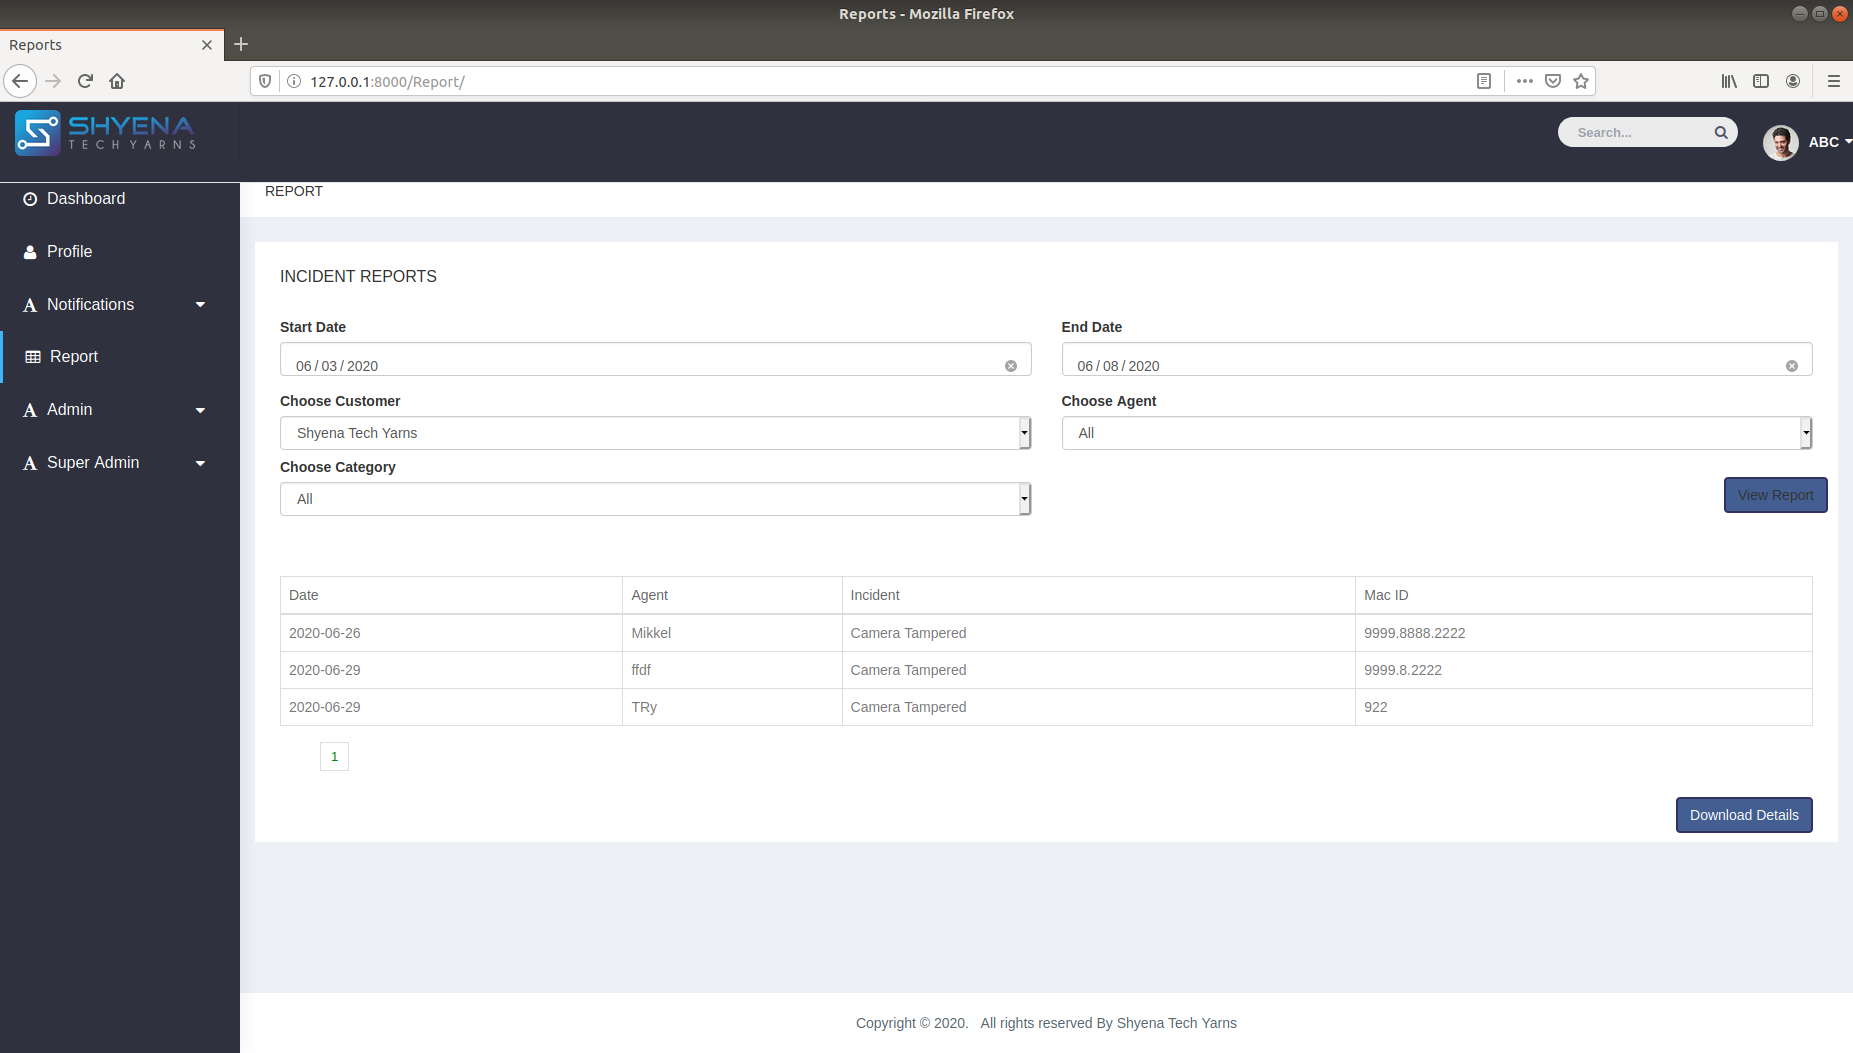 Reports - Mozilla Firefox
Reports
127.0.0.1:8000/Report/
SHYENA
TECH YARNS
Search...
ABC
Dashboard
Profile
Notifications
Report
Admin
Super Admin
REPORT
INCIDENT REPORTS
Start Date End Date
06 / 03 / 2020 06 / 08 / 2020
Choose Customer Choose Agent
Shyena Tech Yarns All
Choose Category
All
View Report
Date Agent Incident Mac ID
2020-06-26 Mikkel Camera Tampered 9999.8888.2222
2020-06-29 ffdf Camera Tampered 9999.8.2222
2020-06-29 TRy Camera Tampered 922
1
Download Details
Copyright © 2020. All rights reserved By Shyena Tech Yarns